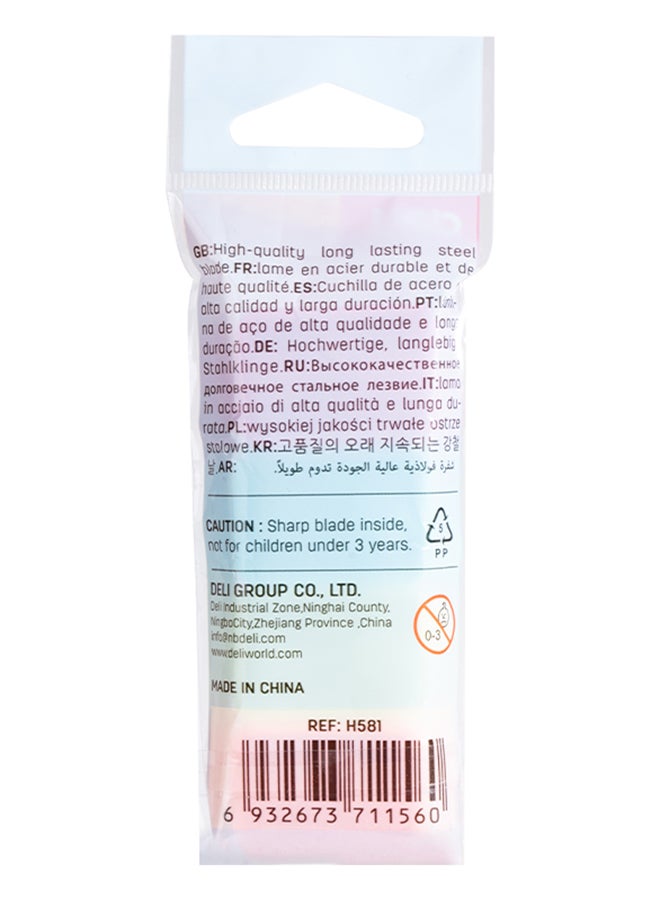 GB:High-quality long lasting steel
blade.FR:lame en acier durable et de
haute qualité.ES:Cuchilla de acero
alta calidad y larga duración.PT:lâmi-
na de aço de alta qualidade e longa
duração.DE: Hochwertige, langlebig
Stahlklinge.RU:Высококачественное
долговечное стальное лезвие.IT:lama
in acciaio di alta qualità e lunga du-
rata.PL:wysokiej jakości trwałe ostrze
stalowe.KR:고품질의 오래 지속되는 강철
날.AR: شفرة فولاذية عالية الجودة تدوم طويلاً.
CAUTION : Sharp blade inside,
not for children under 3 years.
5
PP
DELI GROUP CO., LTD.
Deli Industrial Zone,Ninghai County,
NingboCity,Zhejiang Province ,China
info@nbdeli.com
www.deliworld.com
0-3
MADE IN CHINA
REF: H581
6 932673 711560